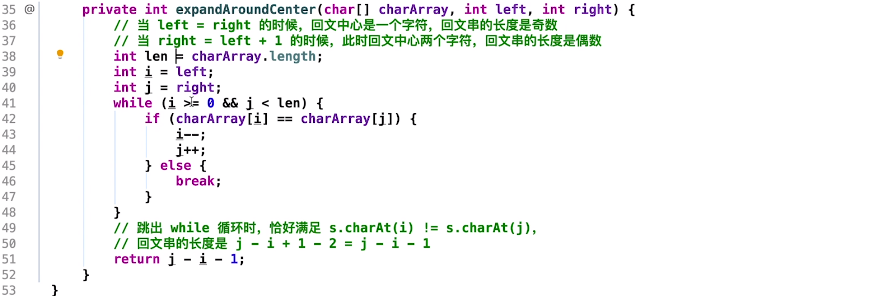 35 @ private int expandAroundCenter(char[] charArray, int left, int right) {
36 // 当 left = right 的时候，回文中心是一个字符，回文串的长度是奇数
37 // 当 right = left + 1 的时候，此时回文中心两个字符，回文串的长度是偶数
38 int len = charArray.length;
39 int i = left;
40 int j = right;
41 while (i >= 0 && j < len) {
42 if (charArray[i] == charArray[j]) {
43 i--;
44 j++;
45 } else {
46 break;
47 }
48 }
49 // 跳出 while 循环时，恰好满足 s.charAt(i) != s.charAt(j)，
50 // 回文串的长度是 j - i + 1 - 2 = j - i - 1
51 return j - i - 1;
52 }
53 }